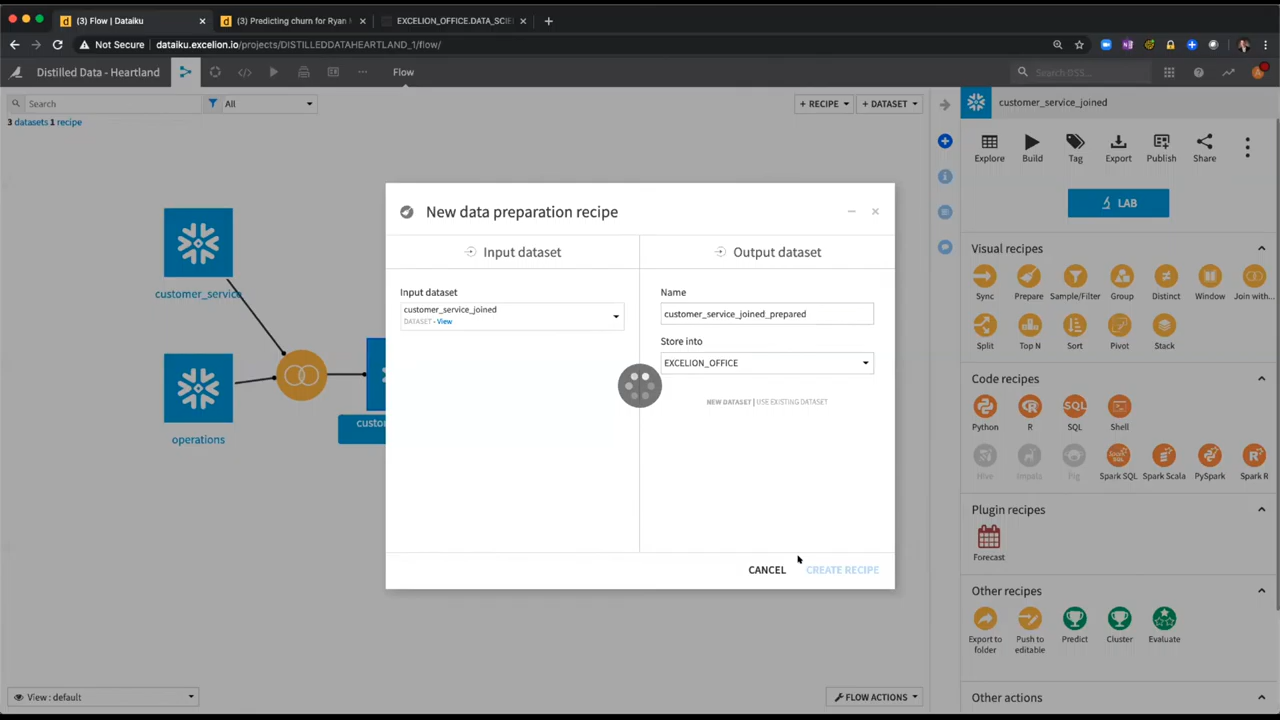 (3) Flow | Dataiku
(3) Predicting churn for Ryan M
EXCELION_OFFICE.DATA_SCIE
Not Secure
dataiku.excelion.io/projects/DISTILLEDDATAHEARTLAND_1/flow/
Distilled Data - Heartland
Flow
Search DSS...
Search
All
+ RECIPE
+ DATASET
3 datasets 1 recipe
customer_service
operations
custom
New data preparation recipe
Input dataset
Output dataset
Input dataset
customer_service_joined
DATASET - View
Name
customer_service_joined_prepared
Store into
EXCELION_OFFICE
NEW DATASET | USE EXISTING DATASET
CANCEL
CREATE RECIPE
customer_service_joined
Explore
Build
Tag
Export
Publish
Share
LAB
Visual recipes
Sync
Prepare
Sample/Filter
Group
Distinct
Window
Join with...
Split
Top N
Sort
Pivot
Stack
Code recipes
Python
R
SQL
SQL
Shell
Hive
Impala
Pig
Spark SQL
Spark Scala
PySpark
Spark R
Plugin recipes
Forecast
Other recipes
Export to
folder
Push to
editable
Predict
Cluster
Evaluate
Other actions
View : default
FLOW ACTIONS